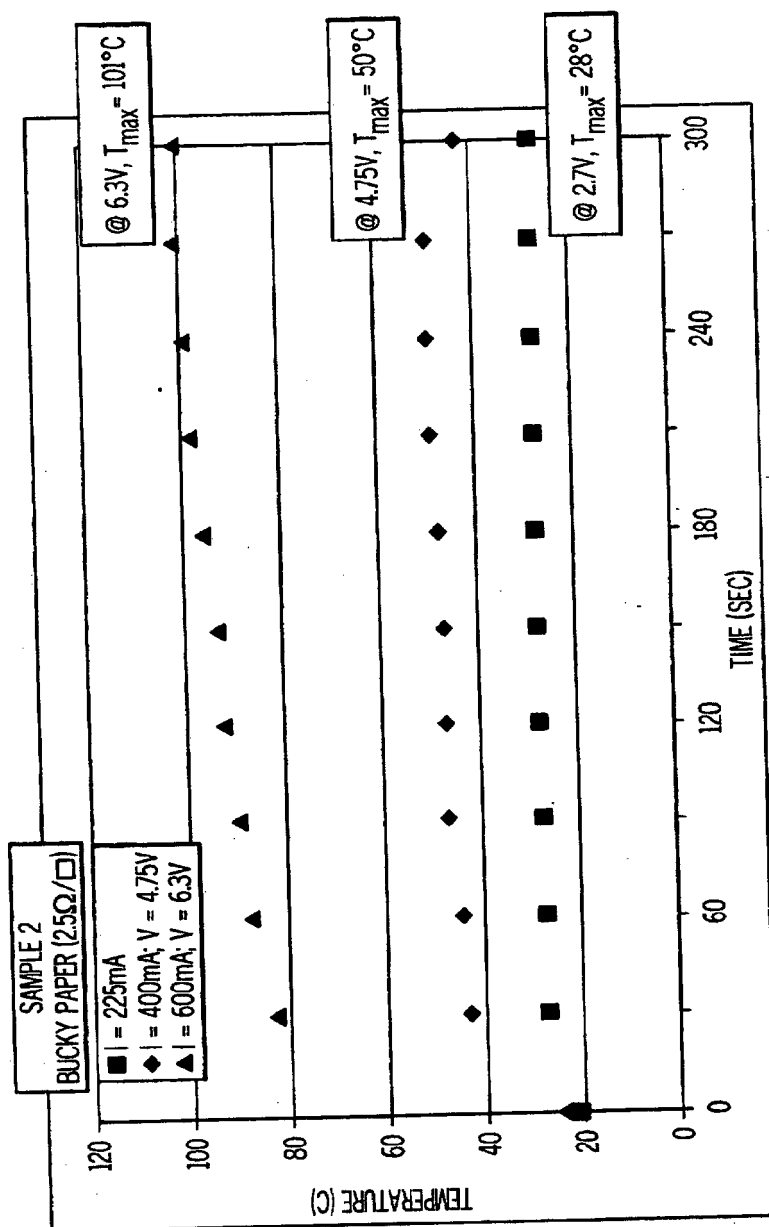 SAMPLE 2
BUCKY PAPER (2.5Ω/□)
■ I = 225mA
◆ I = 400mA; V = 4.75V
▲ I = 600mA; V = 6.3V
@ 6.3V, Tmax = 101°C
@ 4.75V, Tmax = 50°C
@ 2.7V, Tmax = 28°C
TEMPERATURE (C)
120
100
80
60
40
20
0
0
60
120
180
240
300
TIME (SEC)